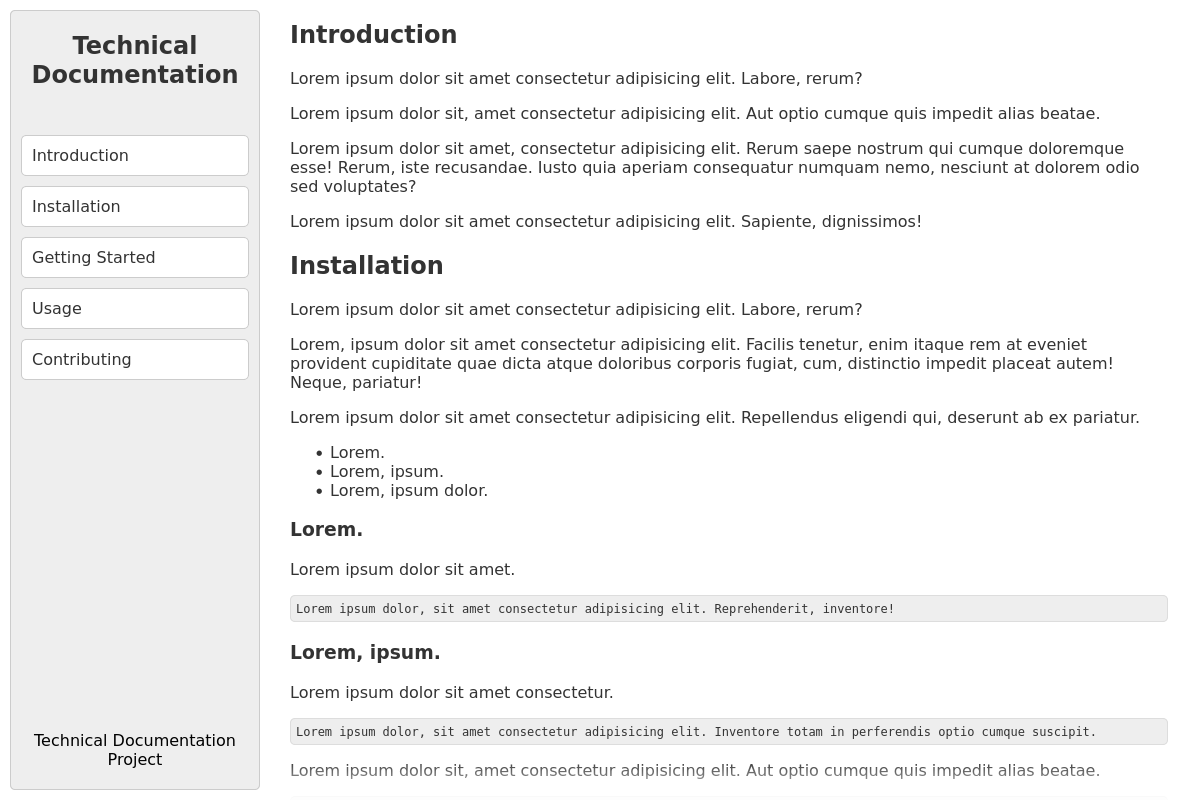 Technical
Documentation
Introduction
Installation
Getting Started
Usage
Contributing
Technical Documentation
Project
Introduction
Lorem ipsum dolor sit amet consectetur adipisicing elit. Labore, rerum?
Lorem ipsum dolor sit, amet consectetur adipisicing elit. Aut optio cumque quis impedit alias beatae.
Lorem ipsum dolor sit amet, consectetur adipisicing elit. Rerum saepe nostrum qui cumque doloremque
esse! Rerum, iste recusandae. Iusto quia aperiam consequatur numquam nemo, nesciunt at dolorem odio
sed voluptates?
Lorem ipsum dolor sit amet consectetur adipisicing elit. Sapiente, dignissimos!
Installation
Lorem ipsum dolor sit amet consectetur adipisicing elit. Labore, rerum?
Lorem, ipsum dolor sit amet consectetur adipisicing elit. Facilis tenetur, enim itaque rem at eveniet
provident cupiditate quae dicta atque doloribus corporis fugiat, cum, distinctio impedit placeat autem!
Neque, pariatur!
Lorem ipsum dolor sit amet consectetur adipisicing elit. Repellendus eligendi qui, deserunt ab ex pariatur.
• Lorem.
• Lorem, ipsum.
• Lorem, ipsum dolor.
Lorem.
Lorem ipsum dolor sit amet.
Lorem ipsum dolor, sit amet consectetur adipisicing elit. Reprehenderit, inventore!
Lorem, ipsum.
Lorem ipsum dolor sit amet consectetur.
Lorem ipsum dolor, sit amet consectetur adipisicing elit. Inventore totam in perferendis optio cumque suscipit.
Lorem ipsum dolor sit, amet consectetur adipisicing elit. Aut optio cumque quis impedit alias beatae.